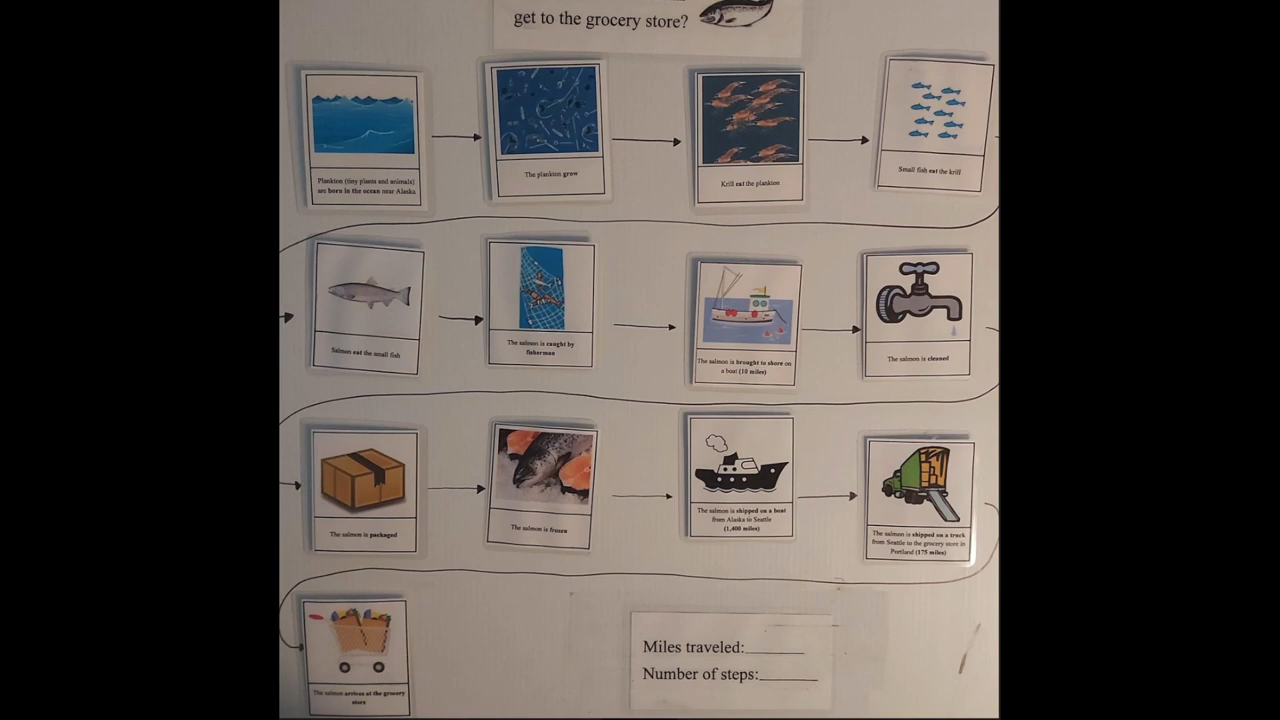 get to the grocery store?
Plankton (tiny plants and animals)
are born in the ocean near Alaska
The plankton grow
Krill eat the plankton
Small fish eat the krill
Salmon eat the small fish
The salmon is caught by
fisherman
The salmon is brought to shore on
a boat (10 miles)
The salmon is cleaned
The salmon is packaged
The salmon is frozen
The salmon is shipped on a boat
from Alaska to Seattle
(1,400 miles)
The salmon is shipped on a truck
from Seattle to the grocery store in
Portland (175 miles)
The salmon arrives at the grocery
store
Miles traveled:______
Number of steps:______